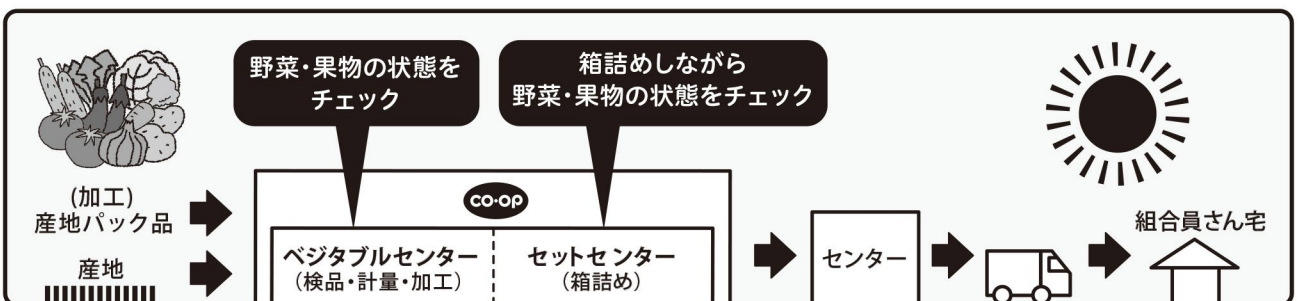 野菜・果物の状態を
チェック
箱詰めしながら
野菜・果物の状態をチェック
(加工)
産地パック品
産地
CO・OP
ベジタブルセンター
（検品・計量・加工）
セットセンター
（箱詰め）
センター
組合員さん宅